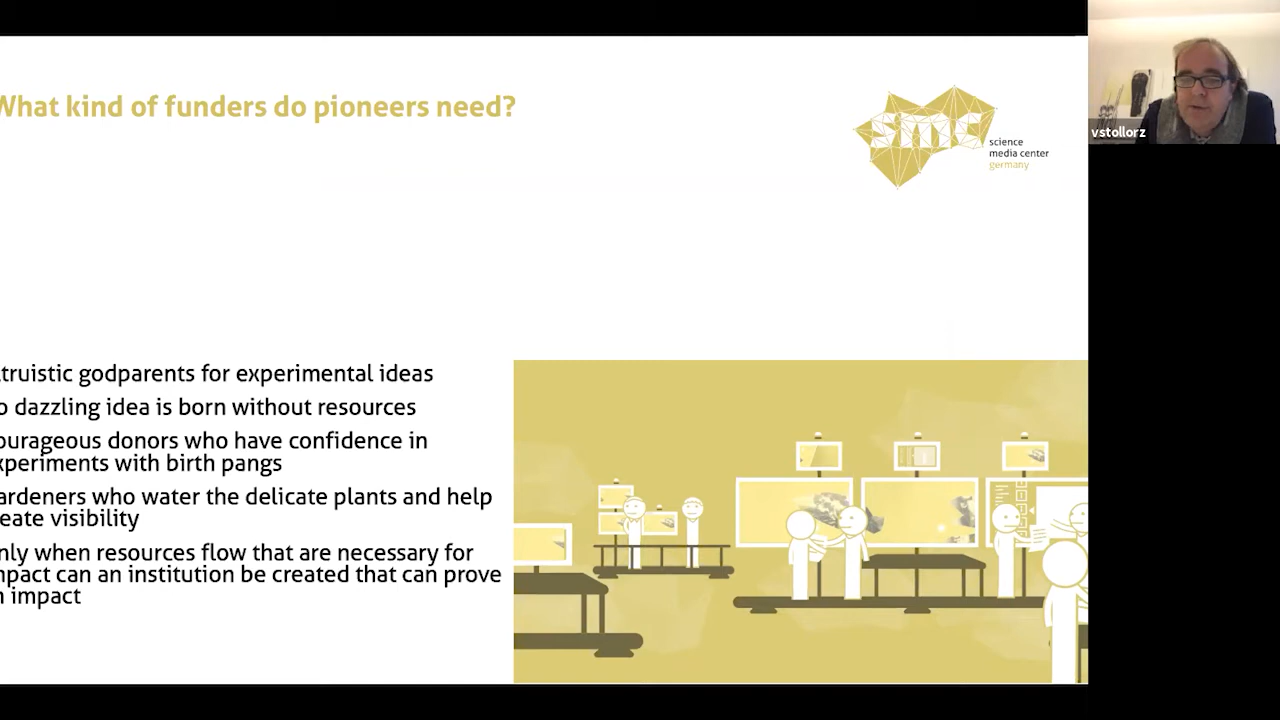 What kind of funders do pioneers need?
smc
science
media center
germany
vstollorz
truistic godparents for experimental ideas
o dazzling idea is born without resources
ourageous donors who have confidence in
xperiments with birth pangs
ardeners who water the delicate plants and help
eate visibility
nly when resources flow that are necessary for
mpact can an institution be created that can prove
n impact